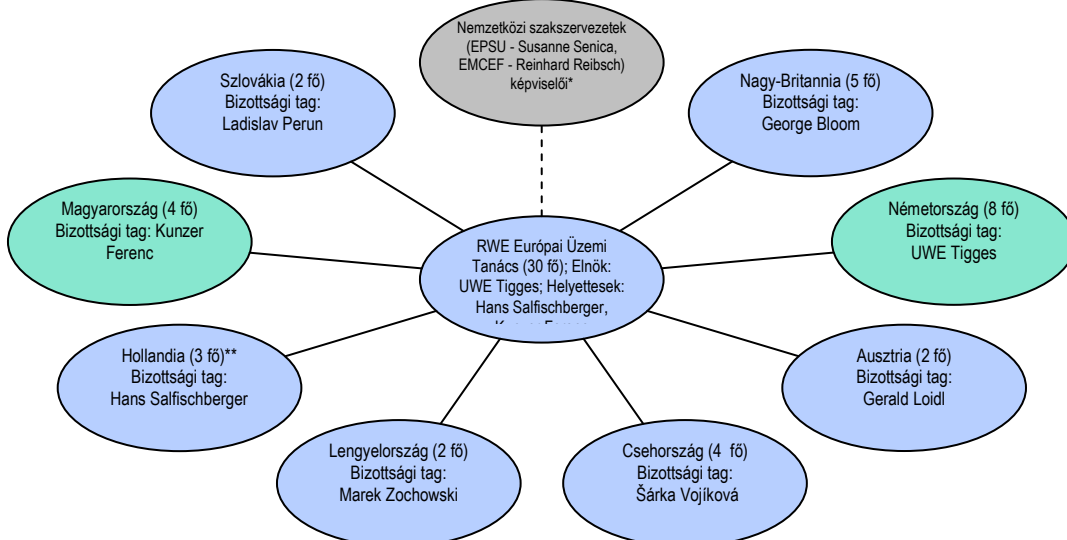 Nemzetközi szakszervezetek
(EPSU - Susanne Senica,
EMCEF - Reinhard Reibsch)
képviselői*
Szlovákia (2 fő)
Bizottsági tag:
Ladislav Perun
Nagy-Britannia (5 fő)
Bizottsági tag:
George Bloom
Magyarország (4 fő)
Bizottsági tag: Kunzer
Ferenc
Németország (8 fő)
Bizottsági tag:
UWE Tigges
RWE Európai Üzemi
Tanács (30 fő); Elnök:
UWE Tigges; Helyettesek:
Hans Salfischberger,
Hollandia (3 fő)**
Bizottsági tag:
Hans Salfischberger
Ausztria (2 fő)
Bizottsági tag:
Gerald Loidl
Lengyelország (2 fő)
Bizottsági tag:
Marek Zochowski
Csehország (4 fő)
Bizottsági tag:
Šárka Vojíková